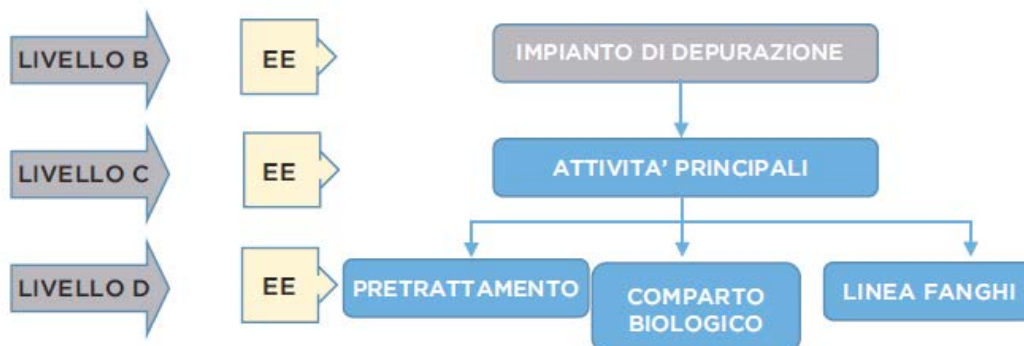 LIVELLO B
EE
IMPIANTO DI DEPURAZIONE
LIVELLO C
EE
ATTIVITA’ PRINCIPALI
LIVELLO D
EE
PRETRATTAMENTO
COMPARTO
BIOLOGICO
LINEA FANGHI